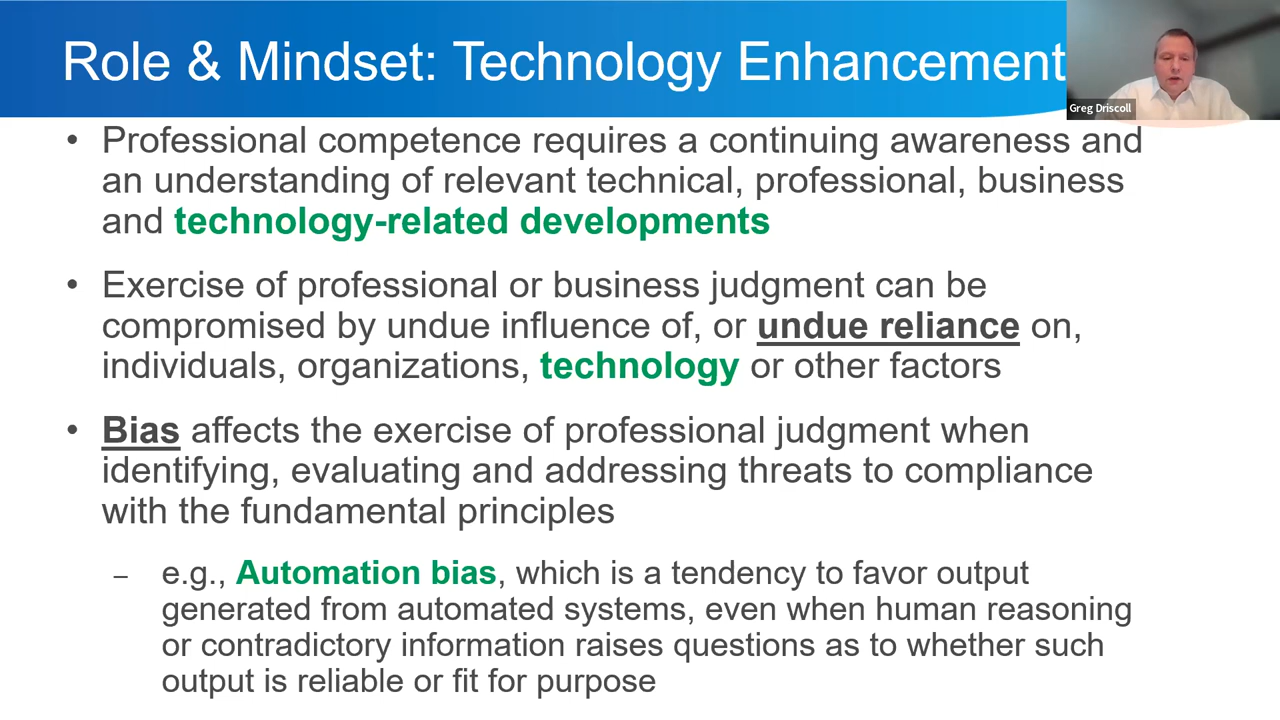 Role & Mindset: Technology Enhancement
Greg Driscoll
• Professional competence requires a continuing awareness and
an understanding of relevant technical, professional, business
and technology-related developments
• Exercise of professional or business judgment can be
compromised by undue influence of, or undue reliance on,
individuals, organizations, technology or other factors
• Bias affects the exercise of professional judgment when
identifying, evaluating and addressing threats to compliance
with the fundamental principles
– e.g., Automation bias, which is a tendency to favor output
generated from automated systems, even when human reasoning
or contradictory information raises questions as to whether such
output is reliable or fit for purpose